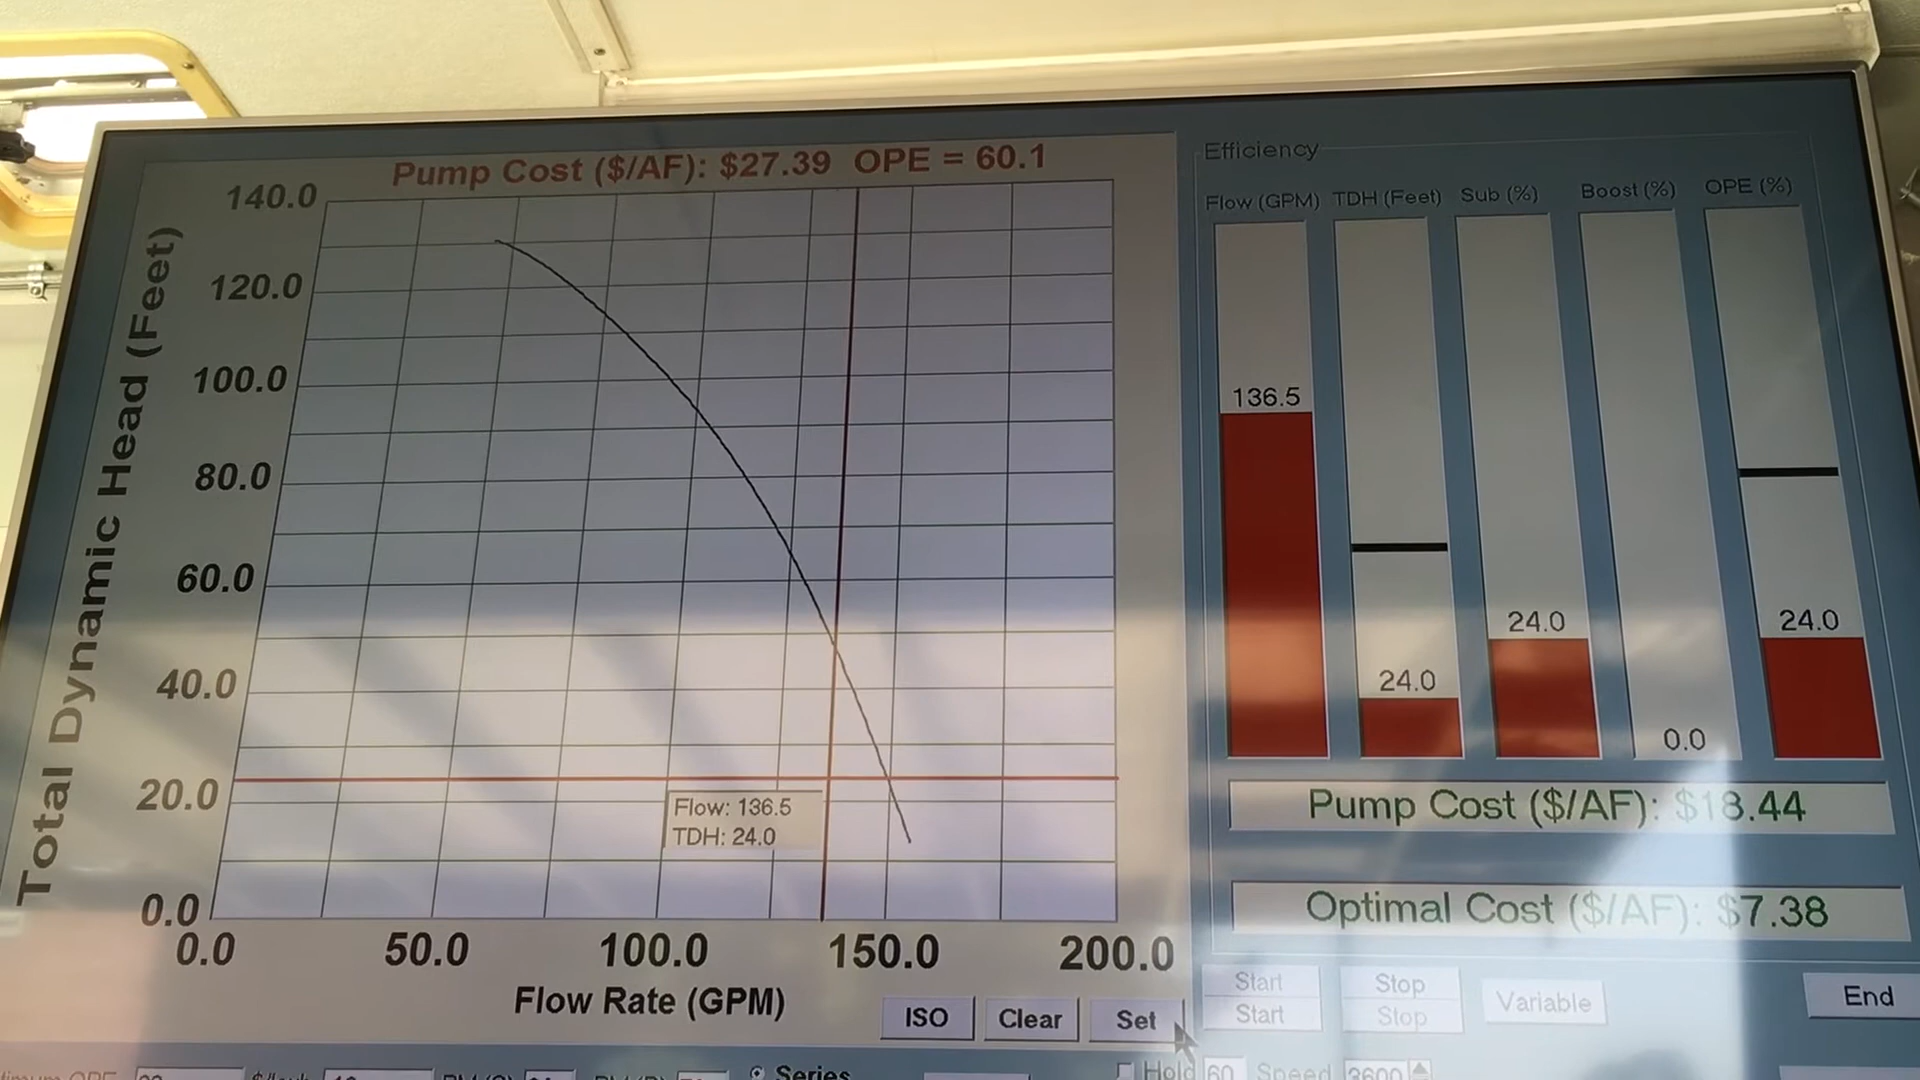 Pump Cost ($/AF): $27.39 OPE = 60.1
Total Dynamic Head (Feet)
140.0
120.0
100.0
80.0
60.0
40.0
20.0
0.0
0.0 50.0 100.0 150.0 200.0
Flow Rate (GPM)
Flow: 136.5
TDH: 24.0
ISO Clear Set
Efficiency
Flow (GPM) TDH (Feet) Sub (%) Boost (%) OPE (%)
136.5 24.0 24.0 0.0 24.0
Pump Cost ($/AF): $18.44
Optimal Cost ($/AF): $7.38
Start Stop Variable End
Start Stop
Series
Hold 60 Speed 3600